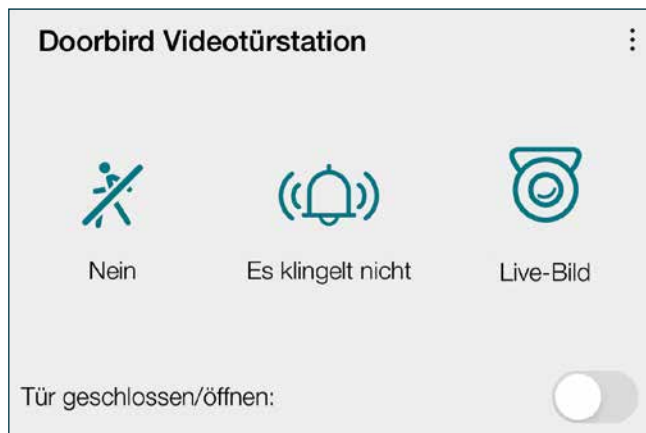 Doorbird Videotürstation
Nein
Es klingelt nicht
Live-Bild
Tür geschlossen/öffnen: